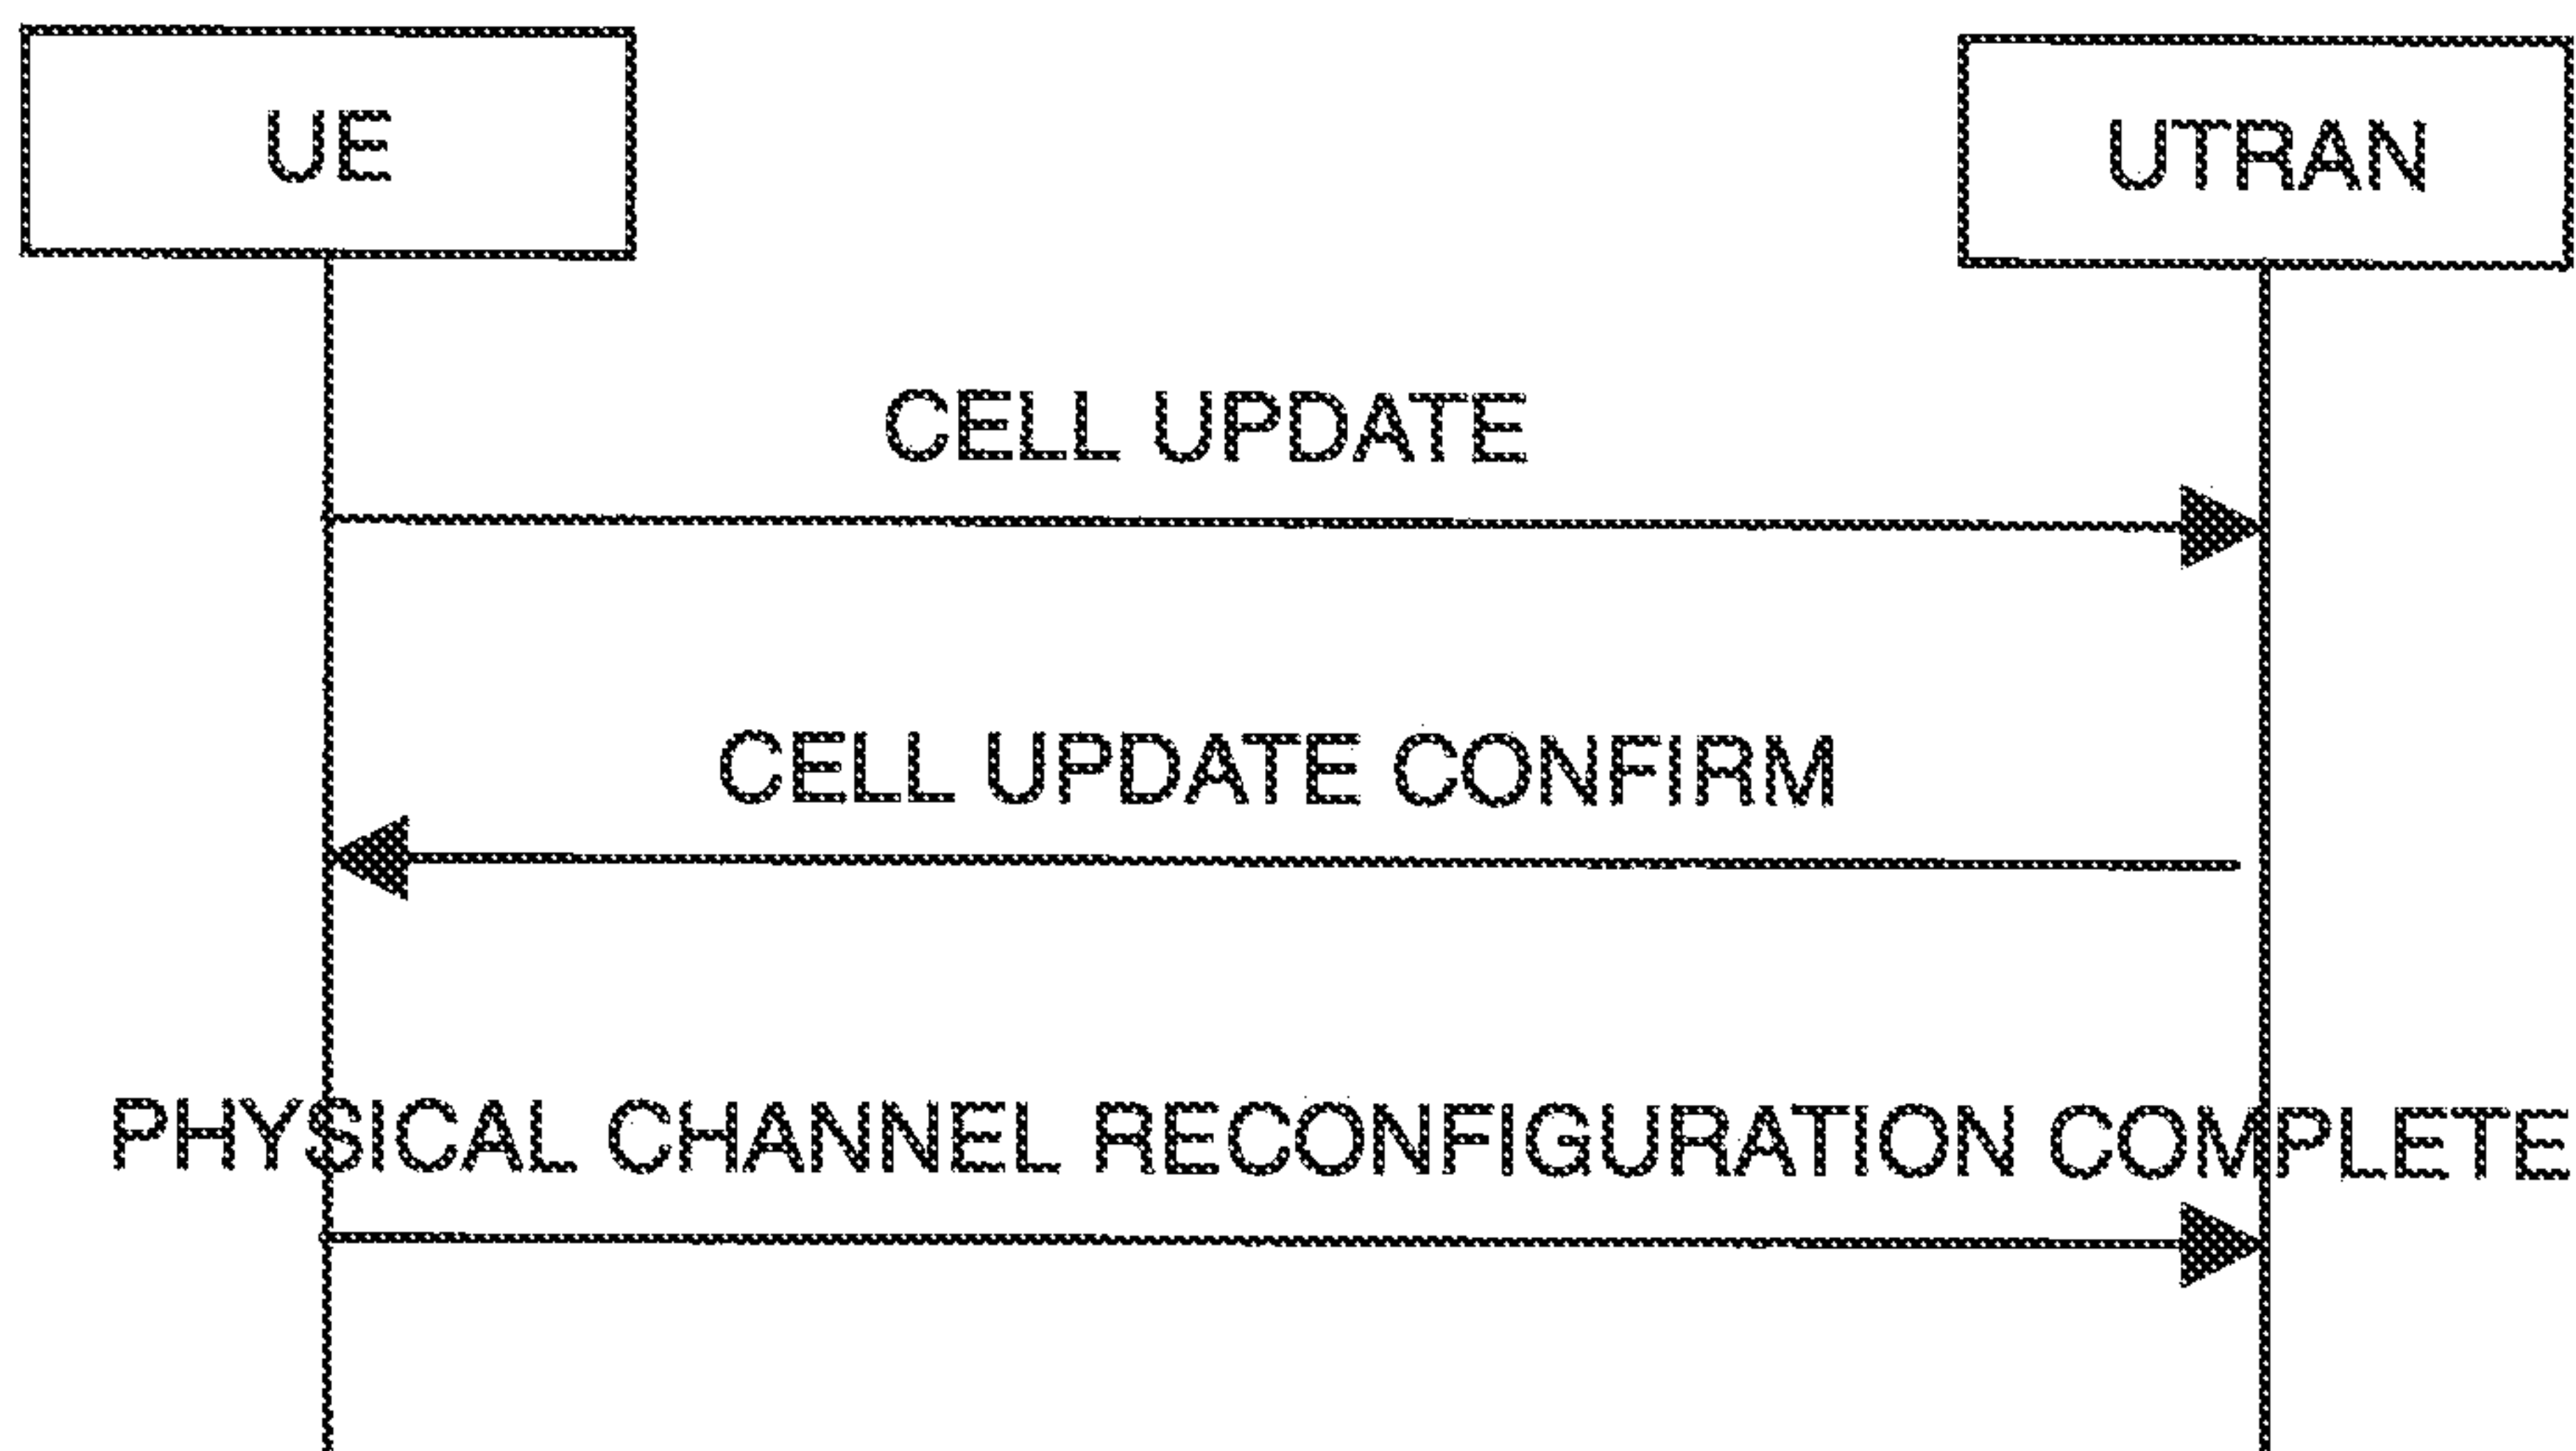 UE
UTRAN
CELL UPDATE
CELL UPDATE CONFIRM
PHYSICAL CHANNEL RECONFIGURATION COMPLETE